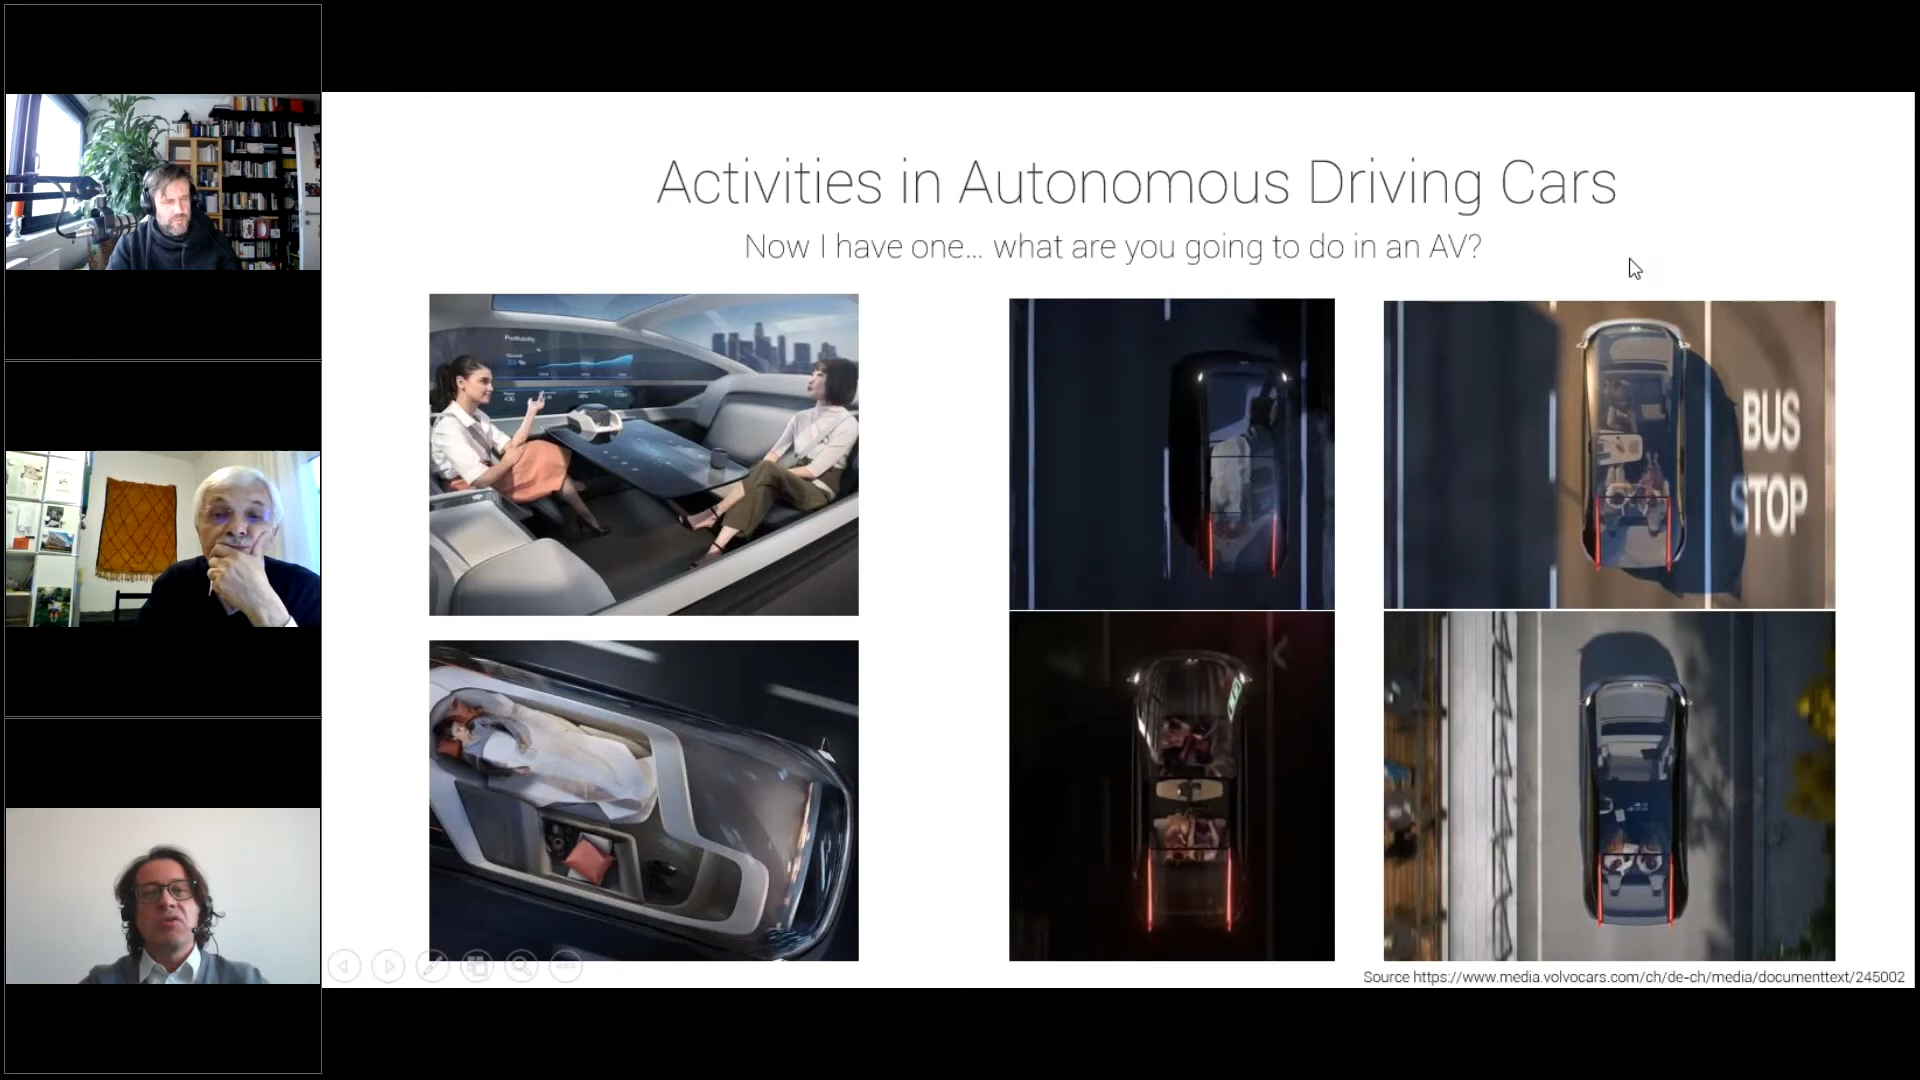 Activities in Autonomous Driving Cars
Now I have one... what are you going to do in an AV?
Profitability
BUS
STOP
Source https://www.media.volvocars.com/ch/de-ch/media/documenttext/245002